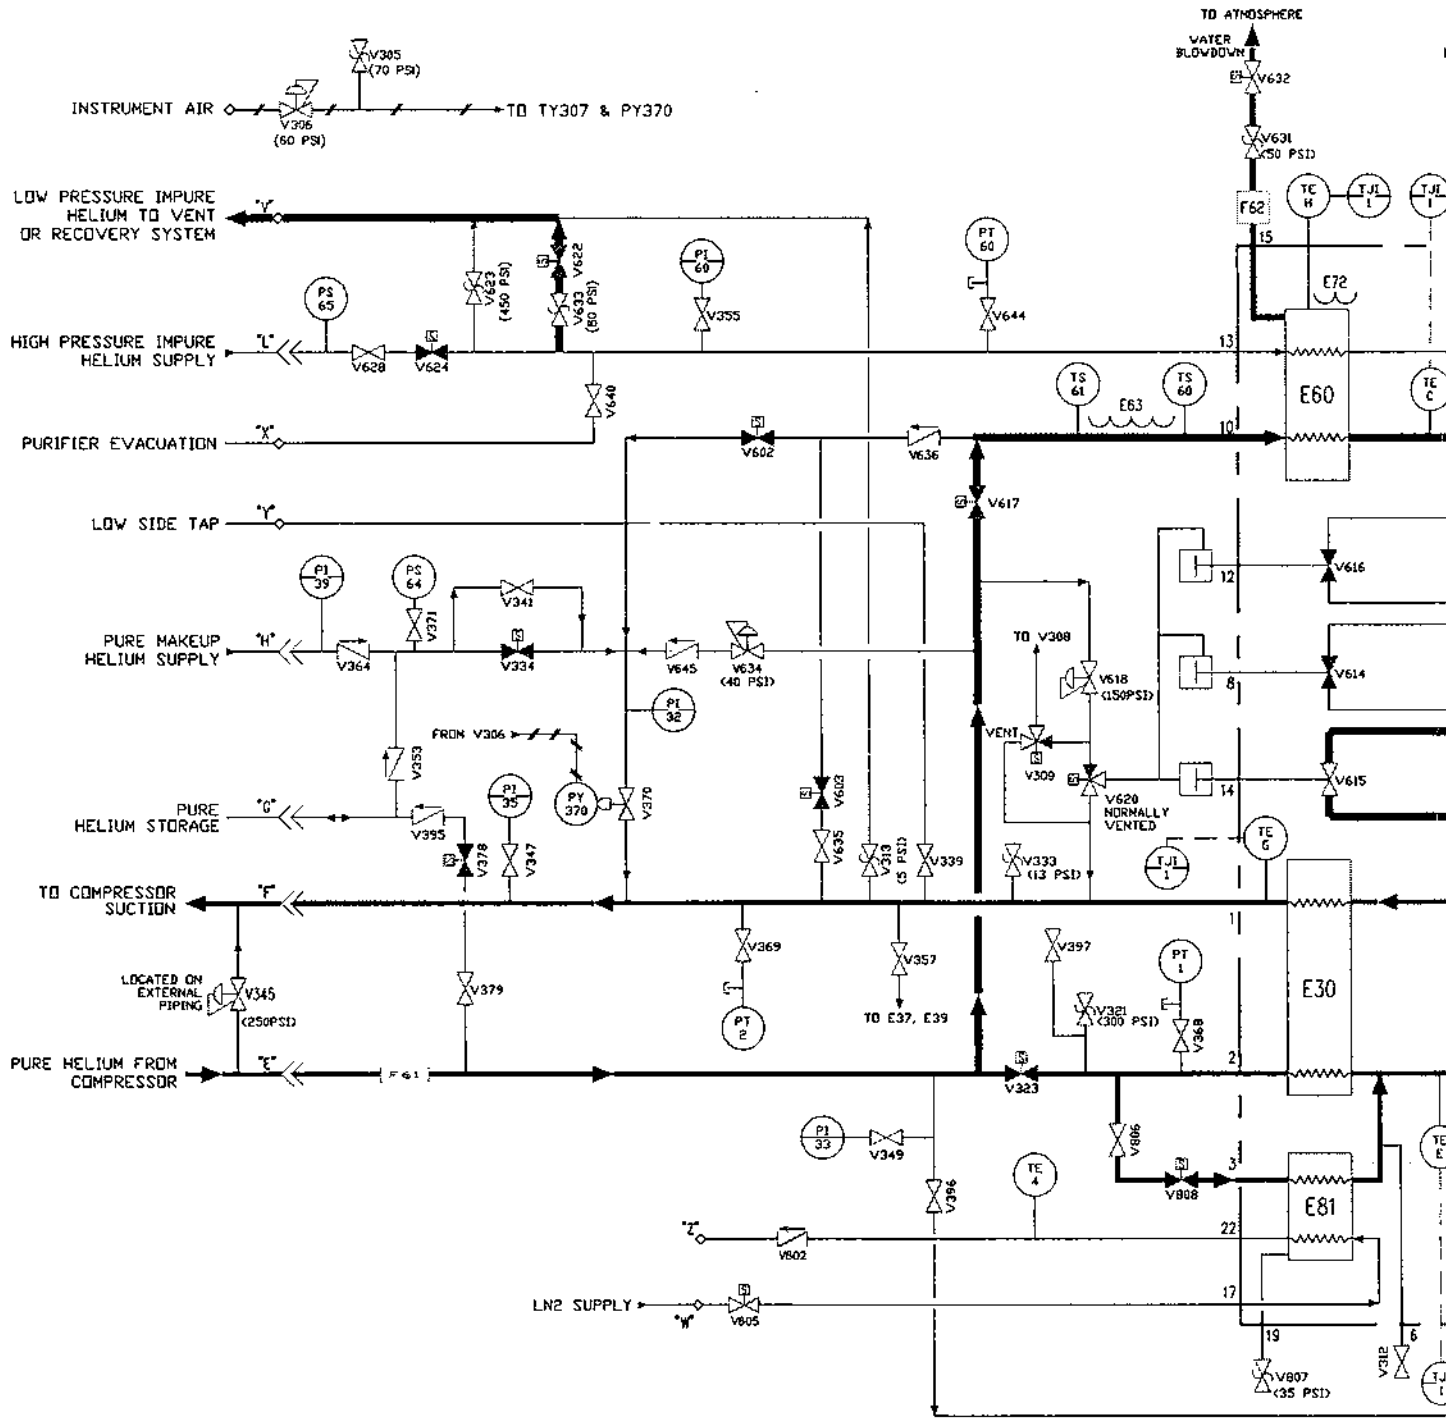 TO ATMOSPHERE
WATER
BLOWDOWN
V632
V305
(70 PSI)
INSTRUMENT AIR
V306
(60 PSI)
TO TY307 & PY370
V631
(50 PSI)
LOW PRESSURE IMPURE
HELIUM TO VENT
OR RECOVERY SYSTEM
"V"
F62
TE
H
TJI
1
TJI
1
15
PT
60
PI
60
PS
65
S
V622
V623
(450 PSI)
V633
(80 PSI)
V355
V644
E72
HIGH PRESSURE IMPURE
HELIUM SUPPLY
"L"
V628
V624
13
E60
TS
61
E63
TS
60
TE
C
V640
PURIFIER EVACUATION
"X"
V602
V636
10
LOW SIDE TAP
"Y"
V617
PI
39
PS
64
V371
V341
12
V616
PURE MAKEUP
HELIUM SUPPLY
"H"
V364
V334
V645
V634
(40 PSI)
TO V308
V618
(150PSI)
8
V614
PI
32
FROM V306
VENT
V309
V353
PI
35
PY
370
V370
V603
V620
NORMALLY
VENTED
14
V615
PURE
HELIUM STORAGE
"G"
V395
V378
V347
V635
V313
(5 PSI)
V339
V333
(13 PSI)
TJI
1
TE
G
TO COMPRESSOR
SUCTION
"F"
1
V369
V357
V397
PT
1
E30
LOCATED ON
EXTERNAL
PIPING
V345
(250PSI)
V379
PT
2
TO E37, E39
V321
(300 PSI)
V368
PURE HELIUM FROM
COMPRESSOR
"E"
F61
V323
2
PI
33
V349
V806
TE
4
V396
V808
3
E81
"Z"
V802
22
LN2 SUPPLY
"W"
V805
17
19
6
V312
V807
(35 PSI)